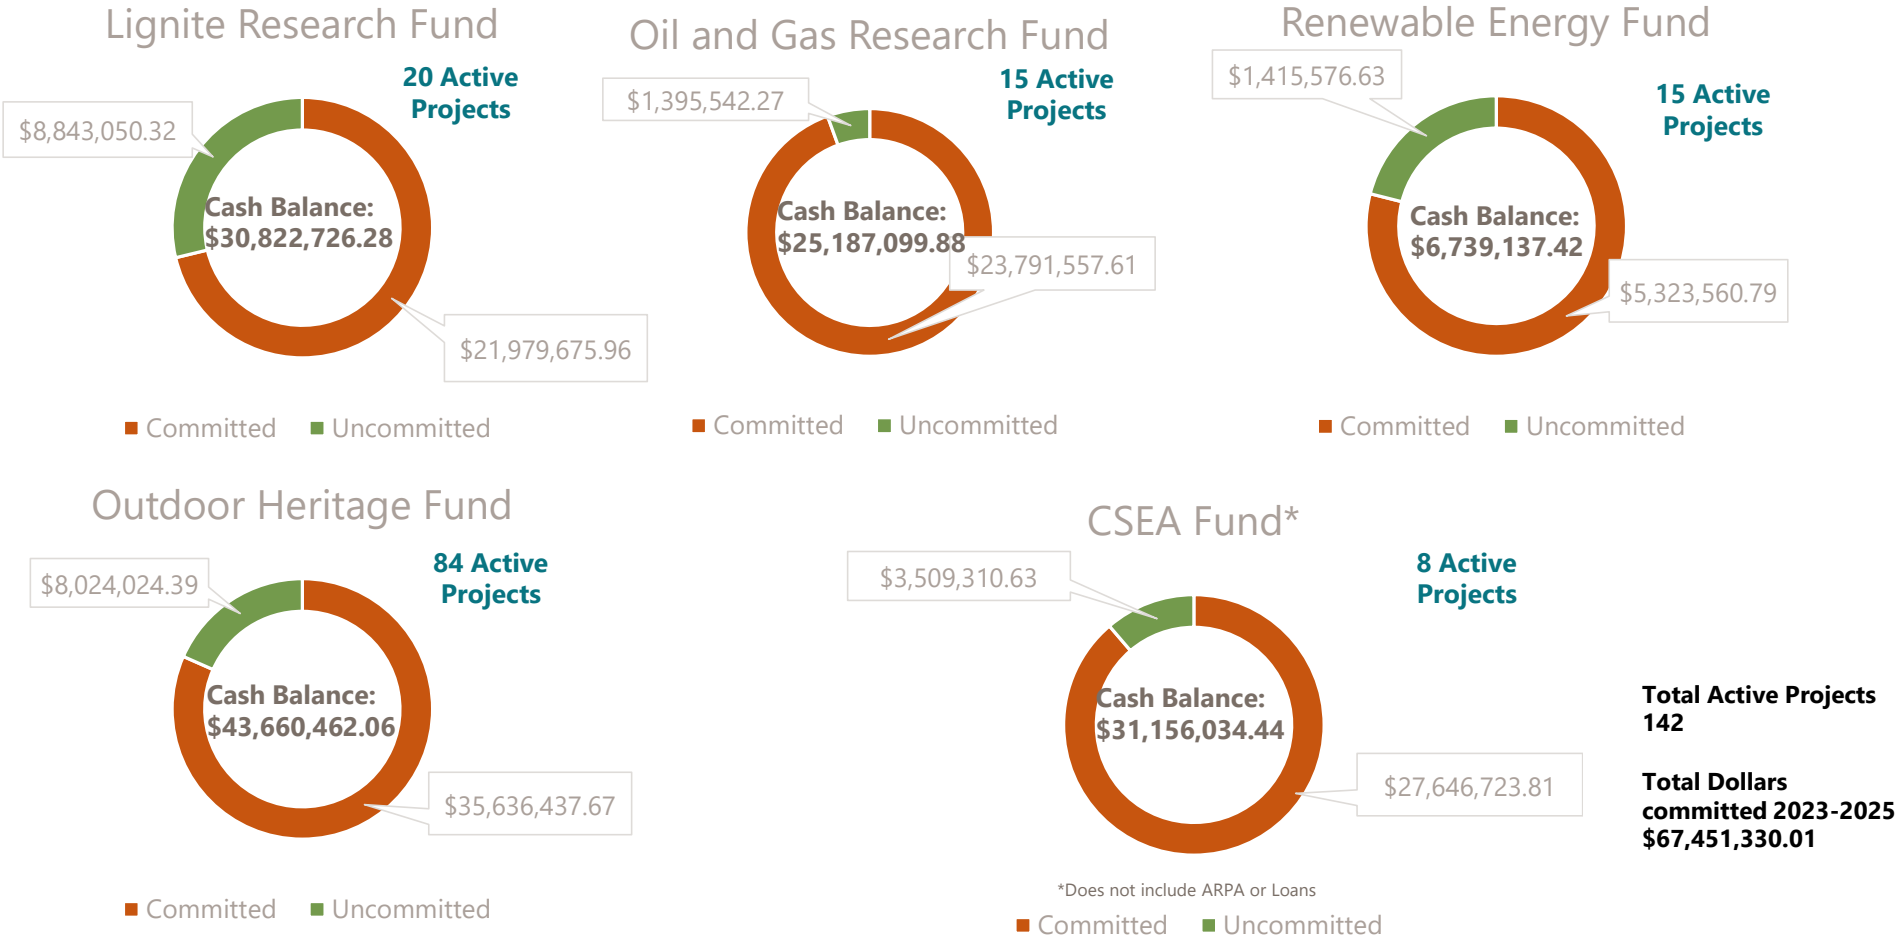 Lignite Research Fund
20 Active
Projects
$8,843,050.32
Cash Balance:
$30,822,726.28
$21,979,675.96
Committed
Uncommitted
Oil and Gas Research Fund
15 Active
Projects
$1,395,542.27
Cash Balance:
$25,187,099.88
$23,791,557.61
Committed
Uncommitted
Renewable Energy Fund
$1,415,576.63
15 Active
Projects
Cash Balance:
$6,739,137.42
$5,323,560.79
Committed
Uncommitted
Outdoor Heritage Fund
84 Active
Projects
$8,024,024.39
Cash Balance:
$43,660,462.06
$35,636,437.67
Committed
Uncommitted
CSEA Fund*
8 Active
Projects
$3,509,310.63
Cash Balance:
$31,156,034.44
$27,646,723.81
*Does not include ARPA or Loans
Committed
Uncommitted
Total Active Projects
142
Total Dollars
committed 2023-2025
$67,451,330.01